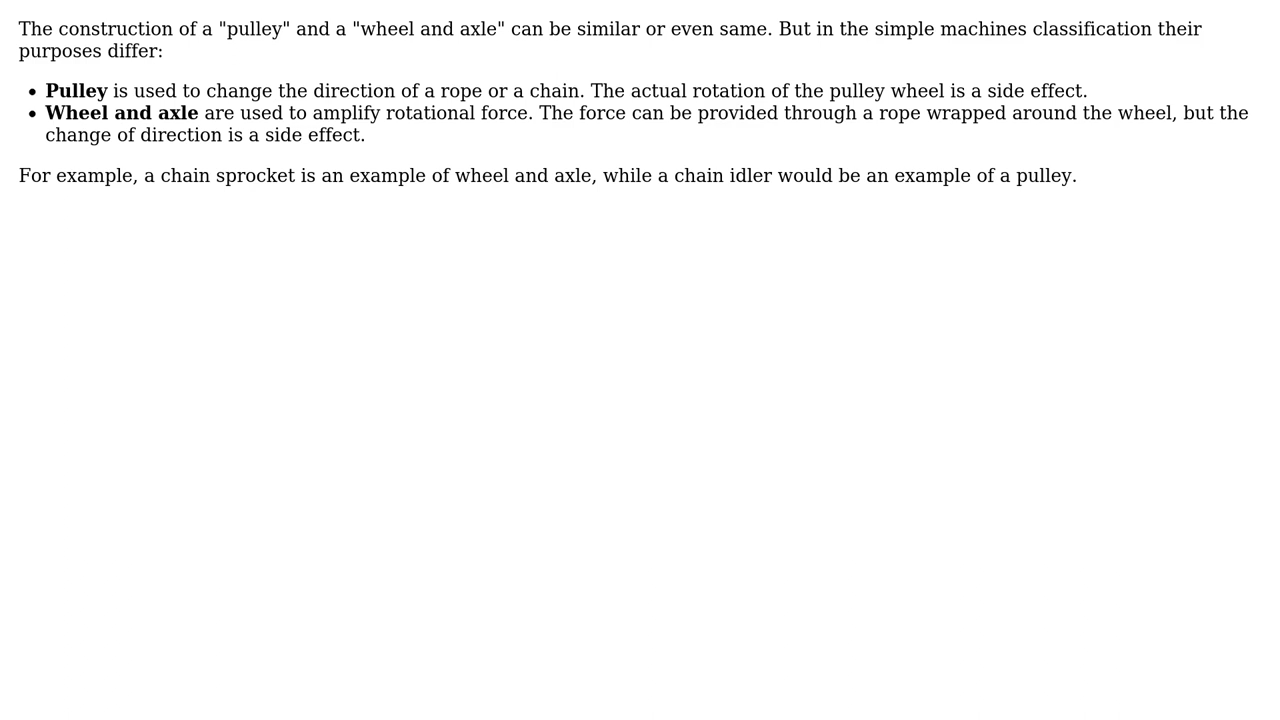 The construction of a "pulley" and a "wheel and axle" can be similar or even same. But in the simple machines classification their
purposes differ:
• Pulley is used to change the direction of a rope or a chain. The actual rotation of the pulley wheel is a side effect.
• Wheel and axle are used to amplify rotational force. The force can be provided through a rope wrapped around the wheel, but the
change of direction is a side effect.
For example, a chain sprocket is an example of wheel and axle, while a chain idler would be an example of a pulley.